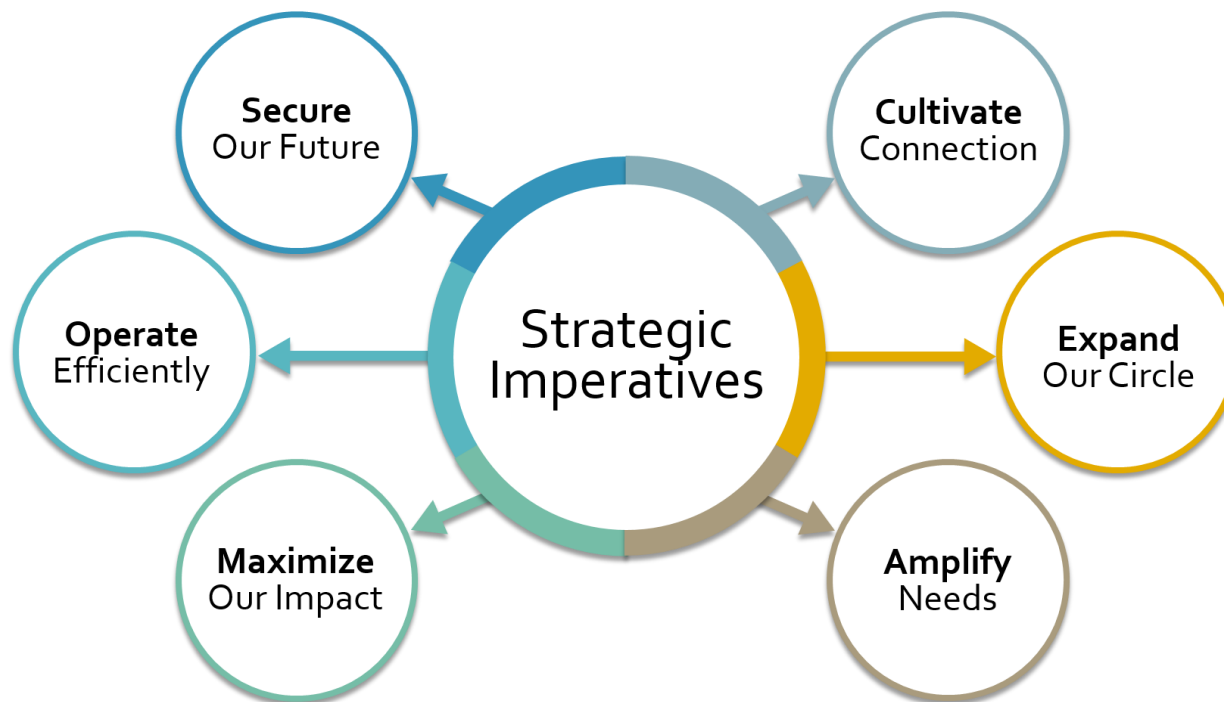 Secure
Our Future
Cultivate
Connection
Operate
Efficiently
Strategic
Imperatives
Expand
Our Circle
Maximize
Our Impact
Amplify
Needs